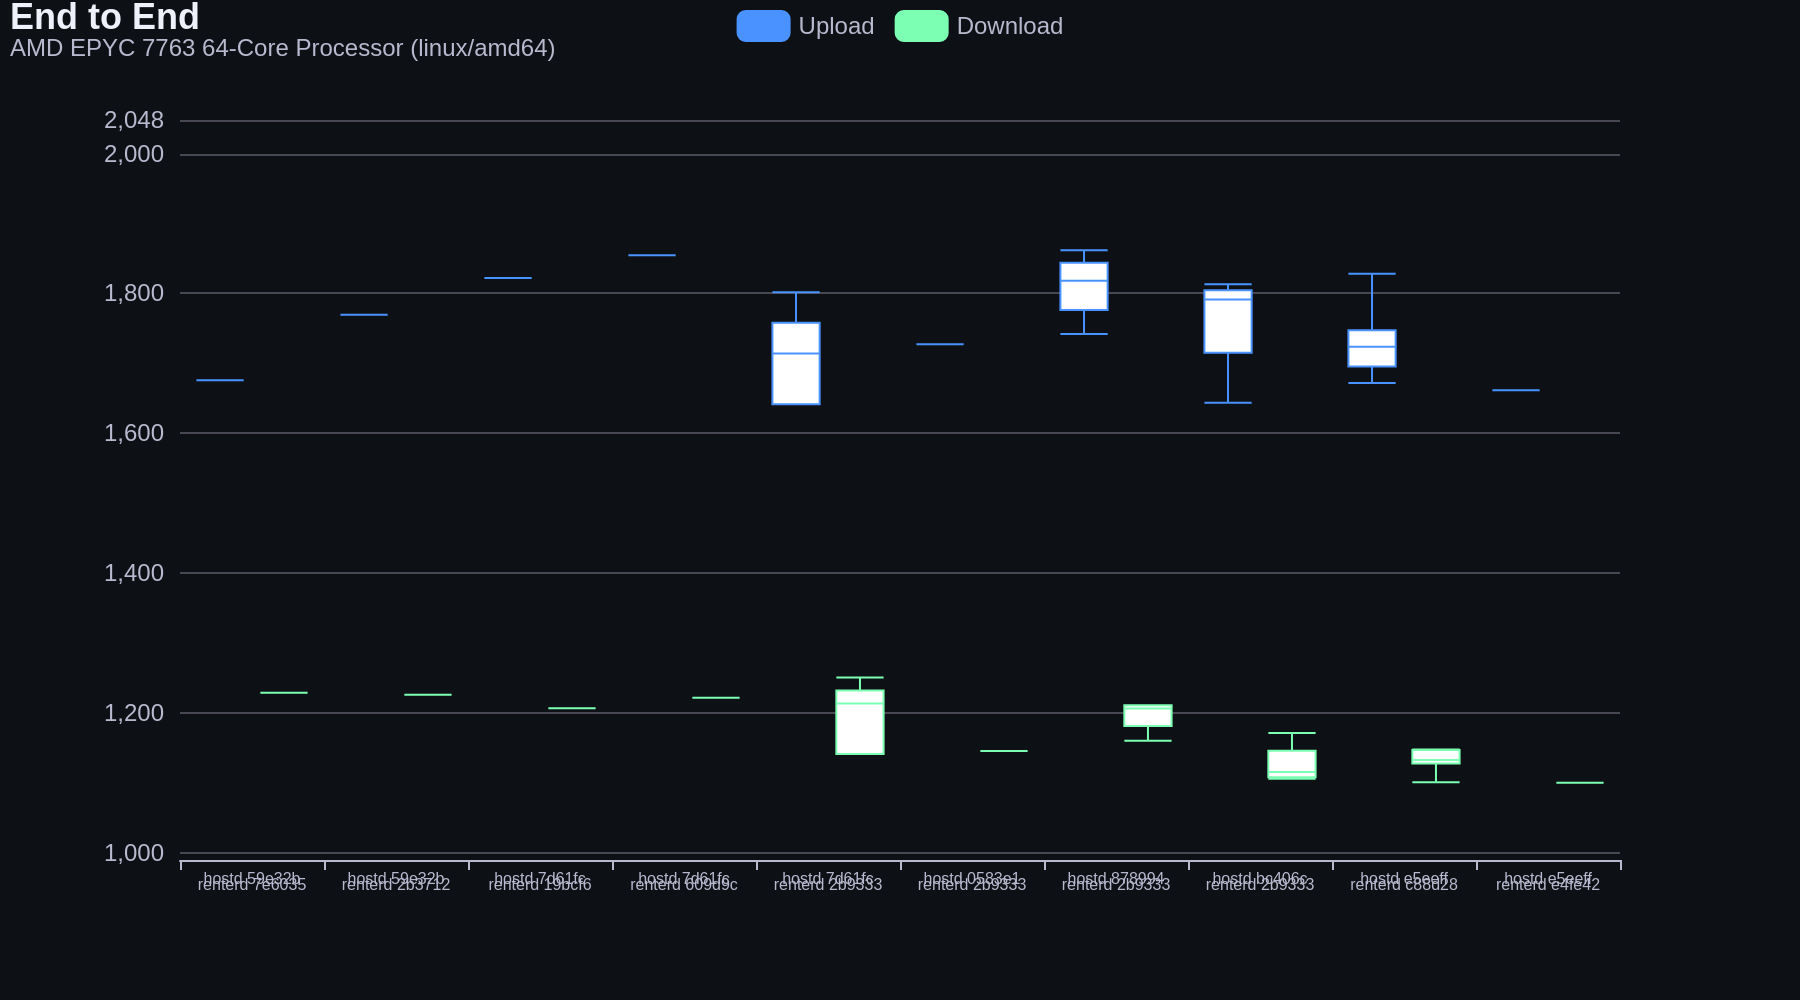 End to End
AMD EPYC 7763 64-Core Processor (linux/amd64)
Upload
Download
2,048
2,000
1,800
1,600
1,400
1,200
1,000
hostd 59e32b
renterd 7e6035
hostd 59e32b
renterd 2b3712
hostd 7d61fc
renterd 19bcf6
hostd 7d61fc
renterd 609d9c
hostd 7d61fc
renterd 2b9333
hostd 0583e1
renterd 2b9333
hostd 878994
renterd 2b9333
hostd bc406c
renterd 2b9333
hostd e5eeff
renterd c88d28
hostd e5eeff
renterd e4fe42